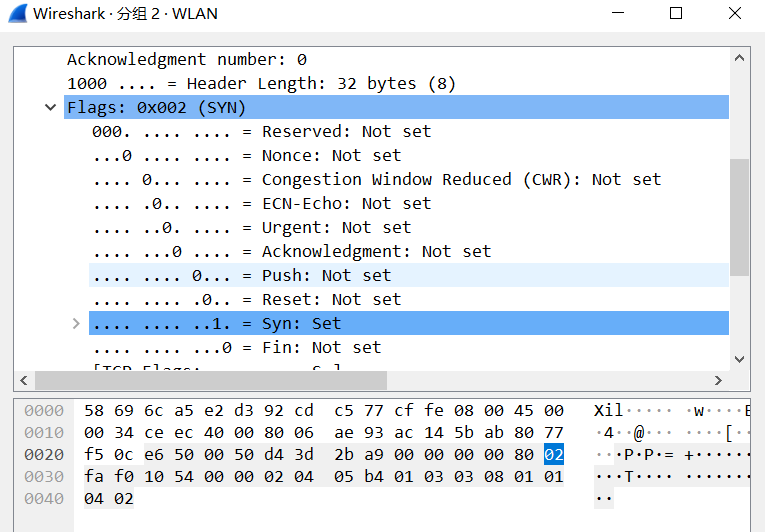 Wireshark · 分组 2 · WLAN
Acknowledgment number: 0
1000 .... = Header Length: 32 bytes (8)
Flags: 0x002 (SYN)
000. .... .... = Reserved: Not set
...0 .... .... = Nonce: Not set
.... 0... .... = Congestion Window Reduced (CWR): Not set
.... .0.. .... = ECN-Echo: Not set
.... ..0. .... = Urgent: Not set
.... ...0 .... = Acknowledgment: Not set
.... .... 0... = Push: Not set
.... .... .0.. = Reset: Not set
.... .... ..1. = Syn: Set
.... .... ...0 = Fin: Not set
0000 58 69 6c a5 e2 d3 92 cd c5 77 cf fe 08 00 45 00 Xil····· ·w····E
0010 00 34 ce ec 40 00 80 06 ae 93 ac 14 5b ab 80 77 ·4··@··· ····[·
0020 f5 0c e6 50 00 50 d4 3d 2b a9 00 00 00 00 80 02 ···P·P·= +······
0030 fa f0 10 54 00 00 02 04 05 b4 01 03 03 08 01 01 ···T···· ·······
0040 04 02 ··